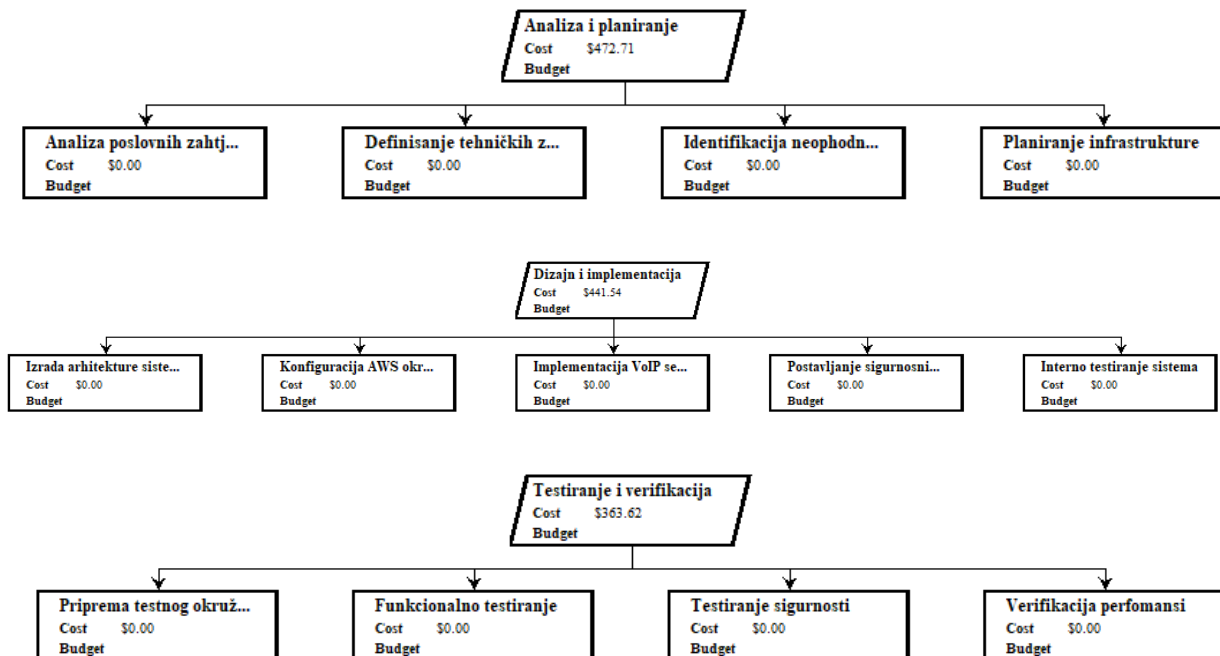 Analiza i planiranje
Cost $472.71
Budget
Analiza poslovnih zahtj...
Cost $0.00
Budget
Definisanje tehničkih z...
Cost $0.00
Budget
Identifikacija neophodn...
Cost $0.00
Budget
Planiranje infrastrukture
Cost $0.00
Budget
Dizajn i implementacija
Cost $441.54
Budget
Izrada arhitekture siste...
Cost $0.00
Budget
Konfiguracija AWS okr...
Cost $0.00
Budget
Implementacija VoIP se...
Cost $0.00
Budget
Postavljanje sigurnosni...
Cost $0.00
Budget
Interno testiranje sistema
Cost $0.00
Budget
Testiranje i verifikacija
Cost $363.62
Budget
Priprema testnog okruž...
Cost $0.00
Budget
Funkcionalno testiranje
Cost $0.00
Budget
Testiranje sigurnosti
Cost $0.00
Budget
Verifikacija perfomansi
Cost $0.00
Budget